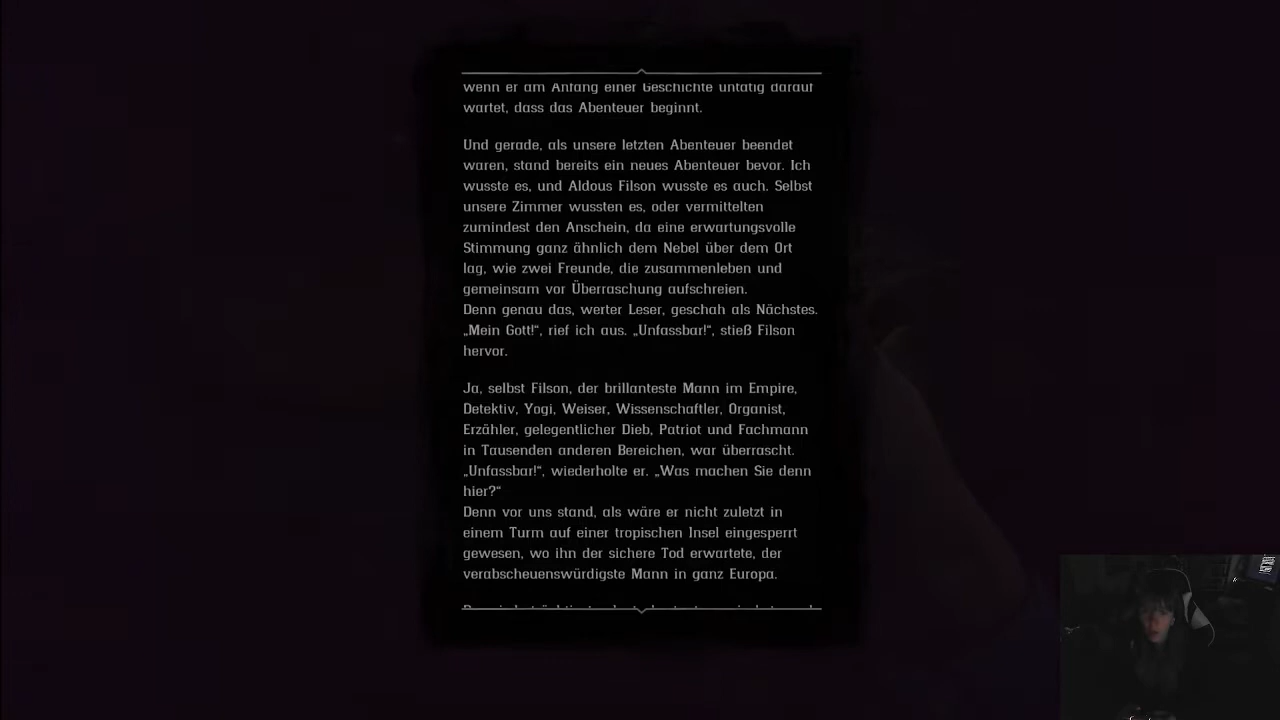 wenn er am Anfang einer Geschichte untätig darauf
wartet, dass das Abenteuer beginnt.
Und gerade, als unsere letzten Abenteuer beendet
waren, stand bereits ein neues Abenteuer bevor. Ich
wusste es, und Aldous Filson wusste es auch. Selbst
unsere Zimmer wussten es, oder vermittelten
zumindest den Anschein, da eine erwartungsvolle
Stimmung ganz ähnlich dem Nebel über dem Ort
lag, wie zwei Freunde, die zusammenleben und
gemeinsam vor Überraschung aufschreien.
Denn genau das, werter Leser, geschah als Nächstes.
„Mein Gott!“, rief ich aus. „Unfassbar!“, stieß Filson
hervor.
Ja, selbst Filson, der brillanteste Mann im Empire,
Detektiv, Yogi, Weiser, Wissenschaftler, Organist,
Erzähler, gelegentlicher Dieb, Patriot und Fachmann
in Tausenden anderen Bereichen, war überrascht.
„Unfassbar!“, wiederholte er. „Was machen Sie denn
hier?“
Denn vor uns stand, als wäre er nicht zuletzt in
einem Turm auf einer tropischen Insel eingesperrt
gewesen, wo ihn der sichere Tod erwartete, der
verabscheuenswürdigste Mann in ganz Europa.